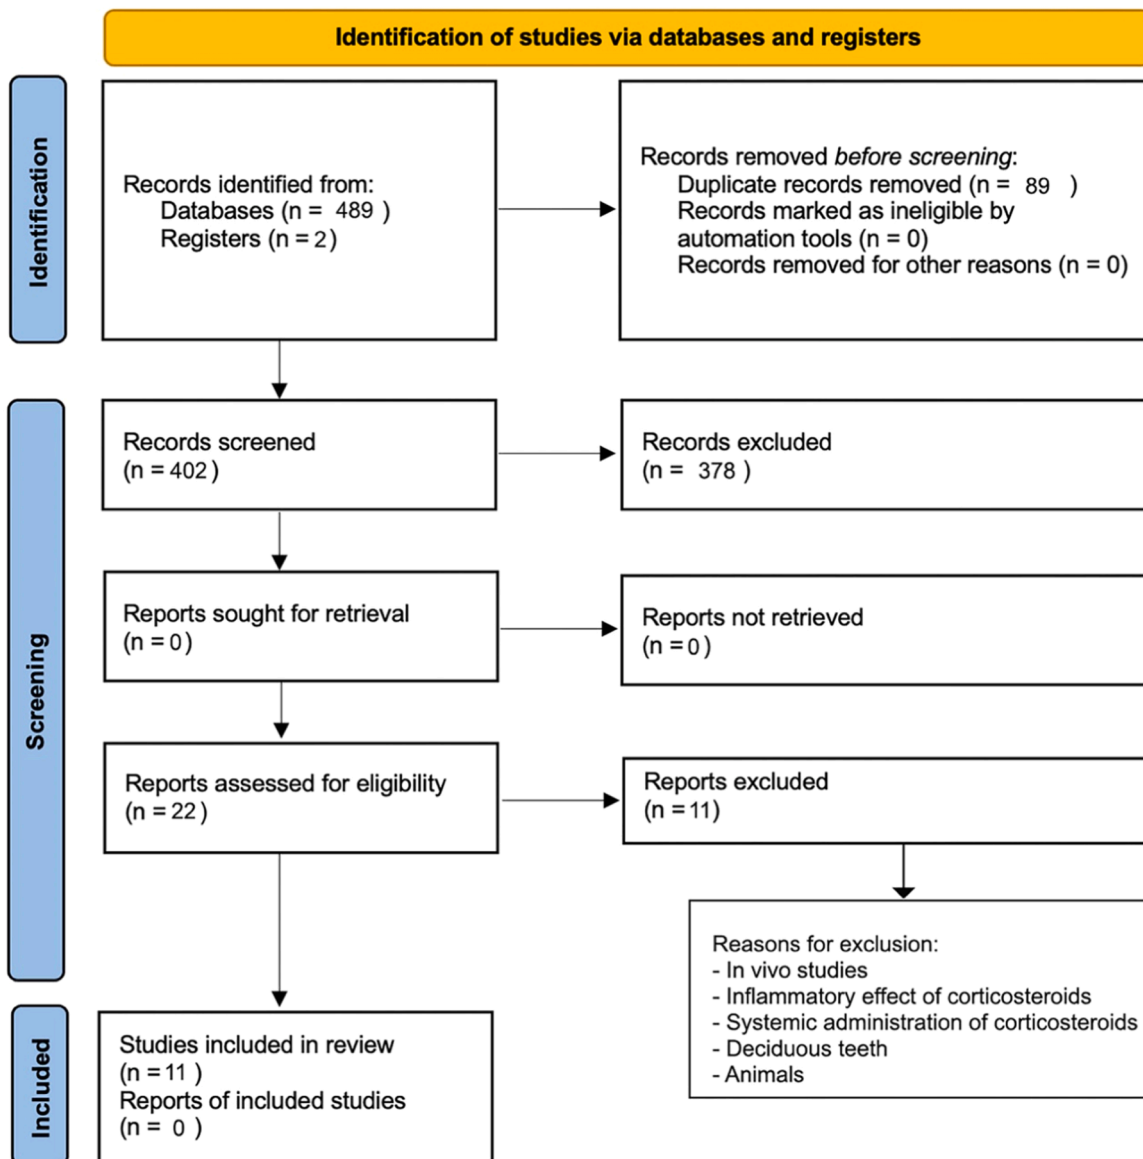 Identification of studies via databases and registers
Identification
Records identified from:
Databases (n = 489 )
Registers (n = 2 )
Records removed before screening:
Duplicate records removed (n = 89 )
Records marked as ineligible by
automation tools (n = 0)
Records removed for other reasons (n = 0)
Screening
Records screened
(n = 402 )
Records excluded
(n = 378 )
Reports sought for retrieval
(n = 0 )
Reports not retrieved
(n = 0 )
Reports assessed for eligibility
(n = 22 )
Reports excluded
(n = 11)
Reasons for exclusion:
- In vivo studies
- Inflammatory effect of corticosteroids
- Systemic administration of corticosteroids
- Deciduous teeth
- Animals
Included
Studies included in review
(n = 11 )
Reports of included studies
(n = 0 )